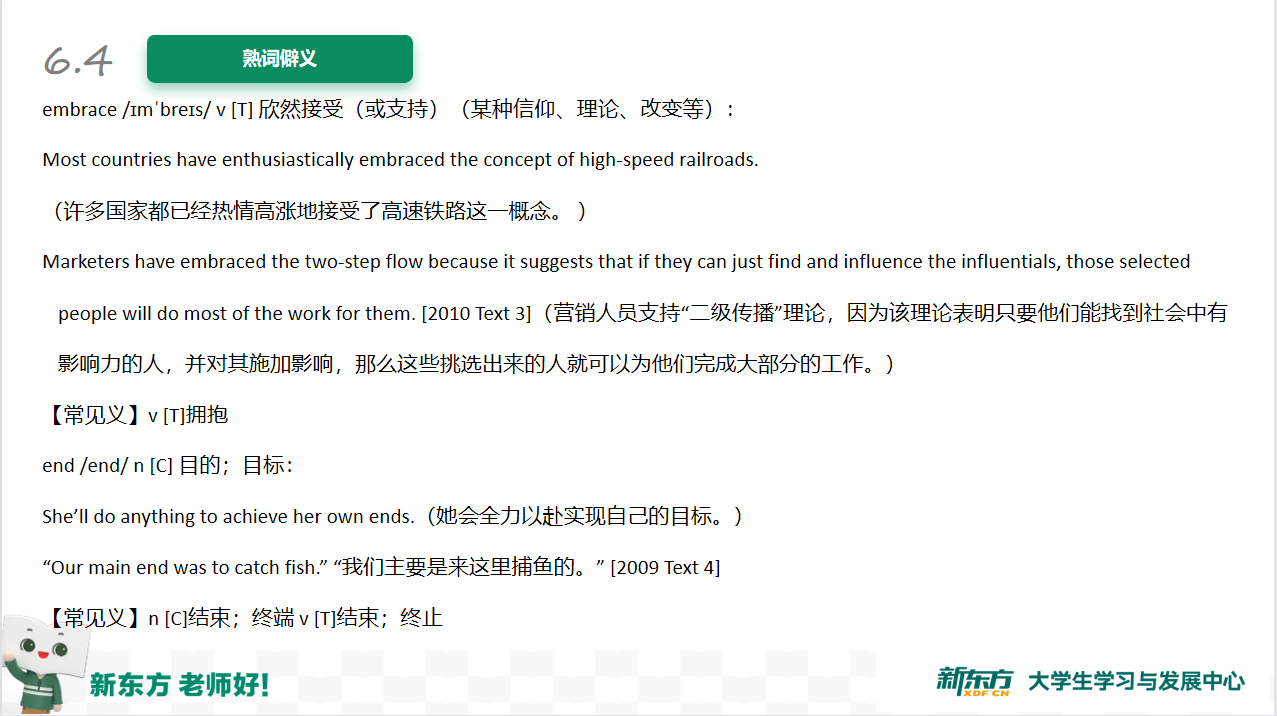 6.4
熟词僻义
embrace /ɪmˈbreɪs/ v [T] 欣然接受（或支持）（某种信仰、理论、改变等）：
Most countries have enthusiastically embraced the concept of high-speed railroads.
（许多国家都已经热情高涨地接受了高速铁路这一概念。 ）
Marketers have embraced the two-step flow because it suggests that if they can just find and influence the influentials, those selected
people will do most of the work for them. [2010 Text 3]（营销人员支持“二级传播”理论，因为该理论表明只要他们能找到社会中有
影响力的人，并对其施加影响，那么这些挑选出来的人就可以为他们完成大部分的工作。）
【常见义】v [T]拥抱
end /end/ n [C] 目的；目标：
She’ll do anything to achieve her own ends.（她会全力以赴实现自己的目标。）
“Our main end was to catch fish.” “我们主要是来这里捕鱼的。” [2009 Text 4]
【常见义】n [C]结束；终端 v [T]结束；终止
新东方 老师好!
新东方 XDF.CN 大学生学习与发展中心